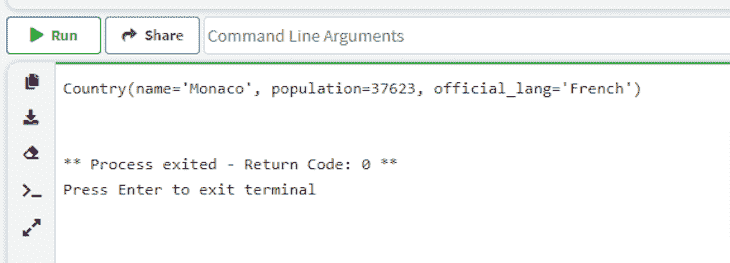 Run Share Command Line Arguments
Country(name='Monaco', population=37623, official_lang='French')
** Process exited - Return Code: 0 **
Press Enter to exit terminal